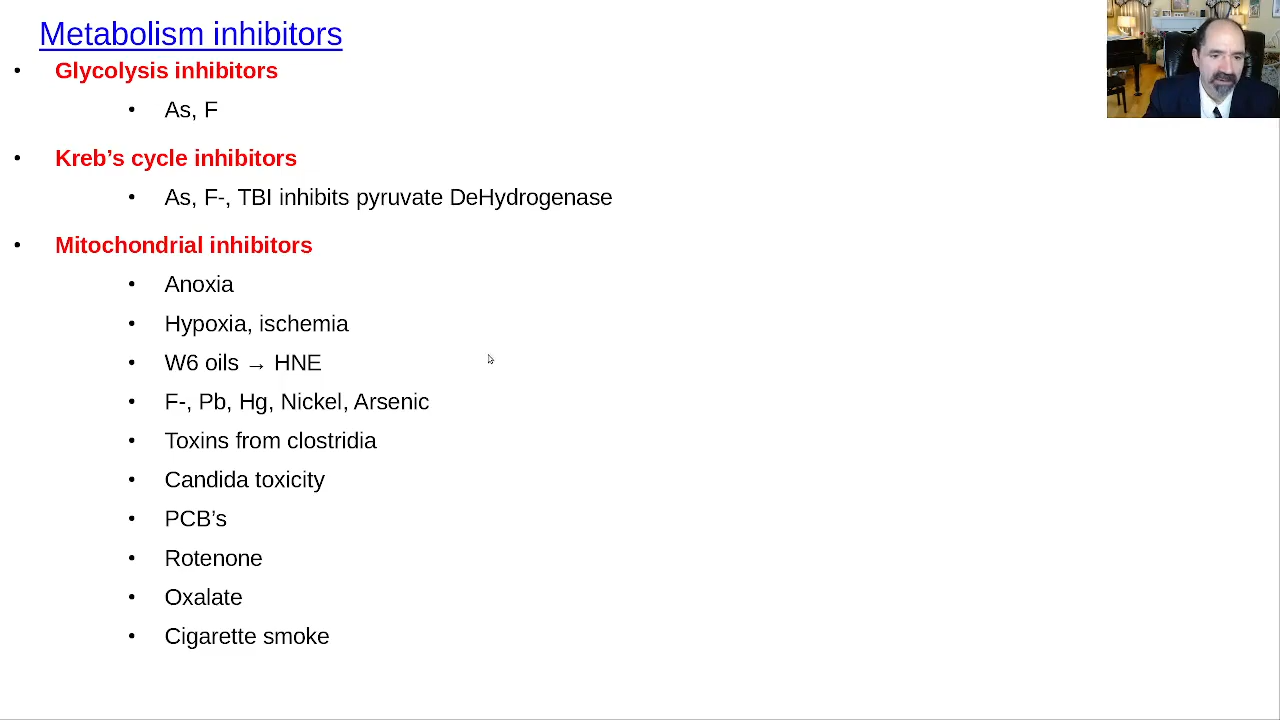 Metabolism inhibitors
• Glycolysis inhibitors
• As, F
• Kreb’s cycle inhibitors
• As, F-, TBI inhibits pyruvate DeHydrogenase
• Mitochondrial inhibitors
• Anoxia
• Hypoxia, ischemia
• W6 oils → HNE
• F-, Pb, Hg, Nickel, Arsenic
• Toxins from clostridia
• Candida toxicity
• PCB’s
• Rotenone
• Oxalate
• Cigarette smoke